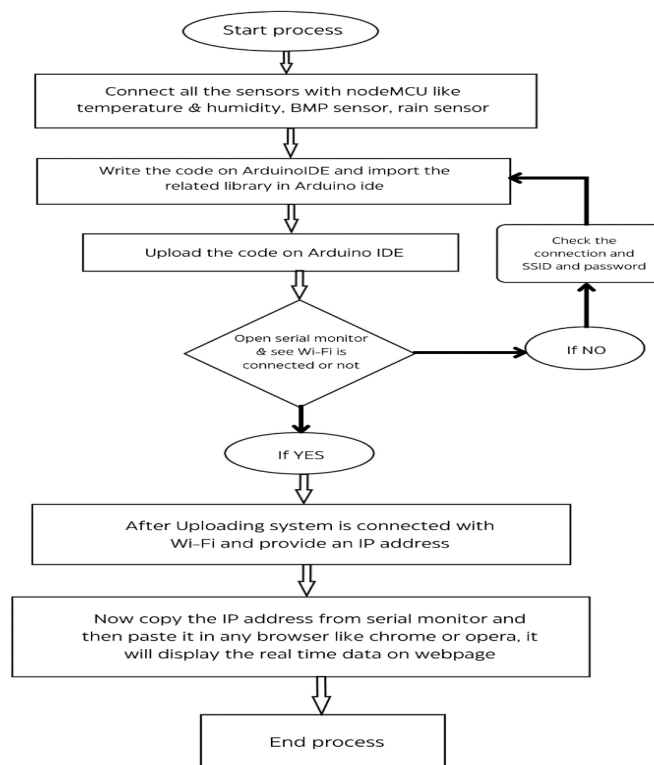 Start process
Connect all the sensors with nodeMCU like
temperature & humidity, BMP sensor, rain sensor
Write the code on ArduinoIDE and import the
related library in Arduino ide
Upload the code on Arduino IDE
Check the
connection and
SSID and password
Open serial monitor
& see Wi-Fi is
connected or not
If NO
If YES
After Uploading system is connected with
Wi-Fi and provide an IP address
Now copy the IP address from serial monitor and
then paste it in any browser like chrome or opera, it
will display the real time data on webpage
End process